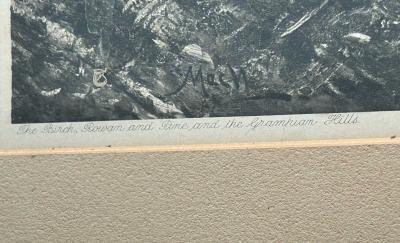 The Birch, Rowan and Pine and the Grampian Hills.